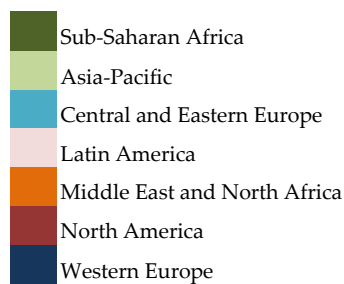 Sub-Saharan Africa
Asia-Pacific
Central and Eastern Europe
Latin America
Middle East and North Africa
North America
Western Europe